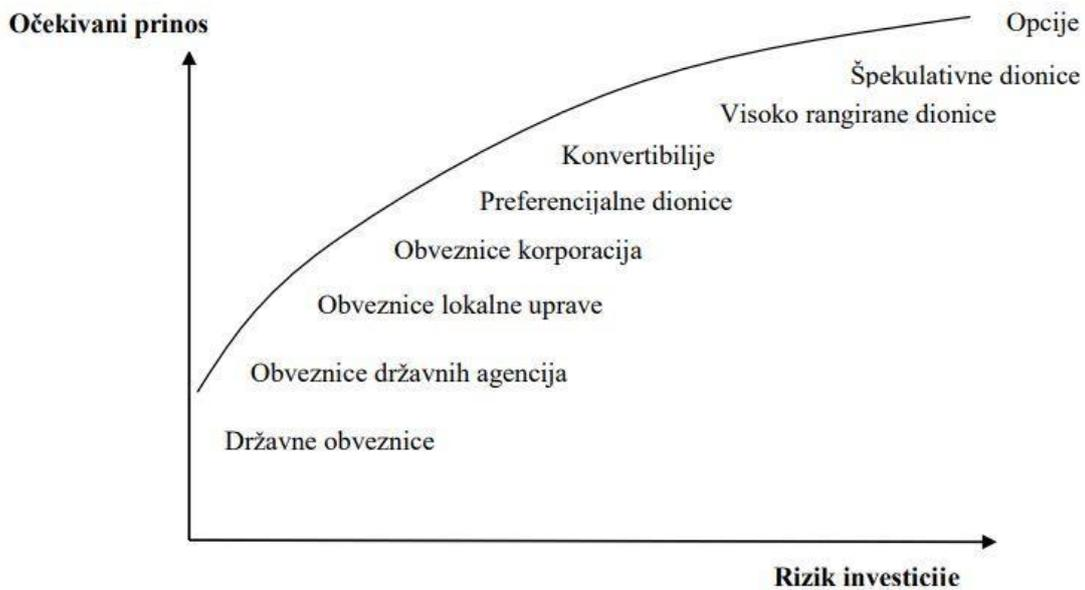 Očekivani prinos
Opcije
Špekulativne dionice
Visoko rangirane dionice
Konvertibilije
Preferencijalne dionice
Obveznice korporacija
Obveznice lokalne uprave
Obveznice državnih agencija
Državne obveznice
Rizik investicije